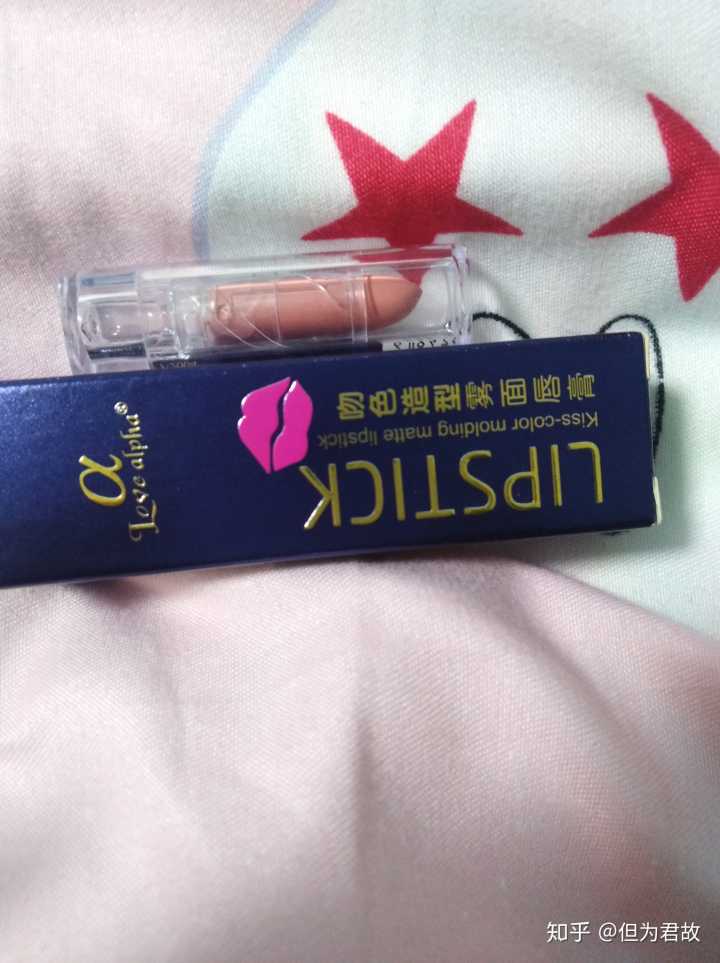 α
Love alpha®
LIPSTICK
Kiss-color molding matte lipstick
吻色造型雾面唇膏
知乎 @但为君故